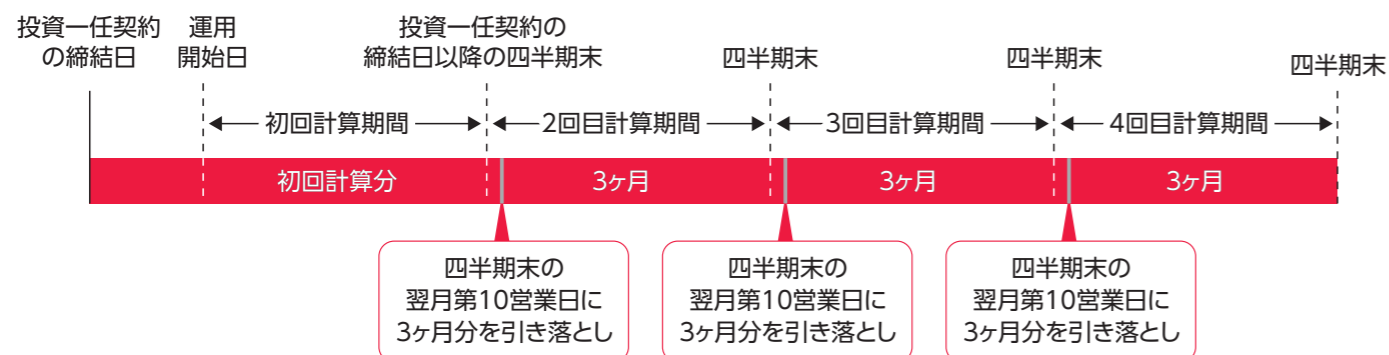 投資一任契約
の締結日
運用
開始日
投資一任契約の
締結日以降の四半期末
四半期末
四半期末
四半期末
初回計算期間
2回目計算期間
3回目計算期間
4回目計算期間
初回計算分
3ヶ月
3ヶ月
3ヶ月
四半期末の
翌月第10営業日に
3ヶ月分を引き落とし
四半期末の
翌月第10営業日に
3ヶ月分を引き落とし
四半期末の
翌月第10営業日に
3ヶ月分を引き落とし